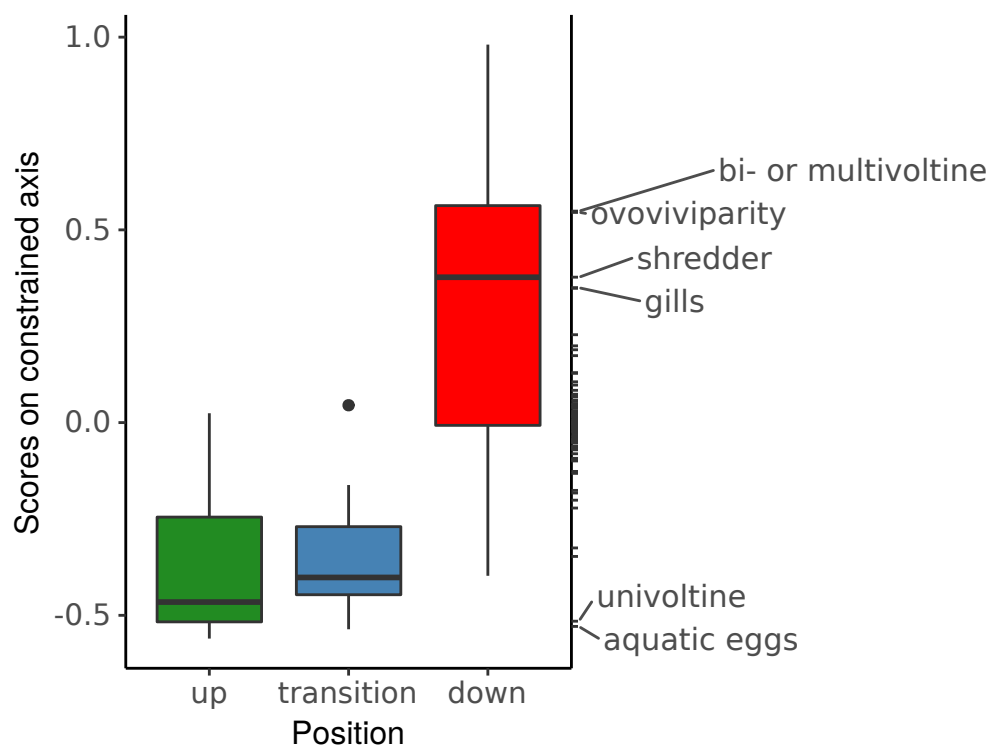 1.0
0.5
0.0
-0.5
Scores on constrained axis
up
transition
down
Position
bi- or multivoltine
ovoviviparity
shredder
gills
univoltine
aquatic eggs